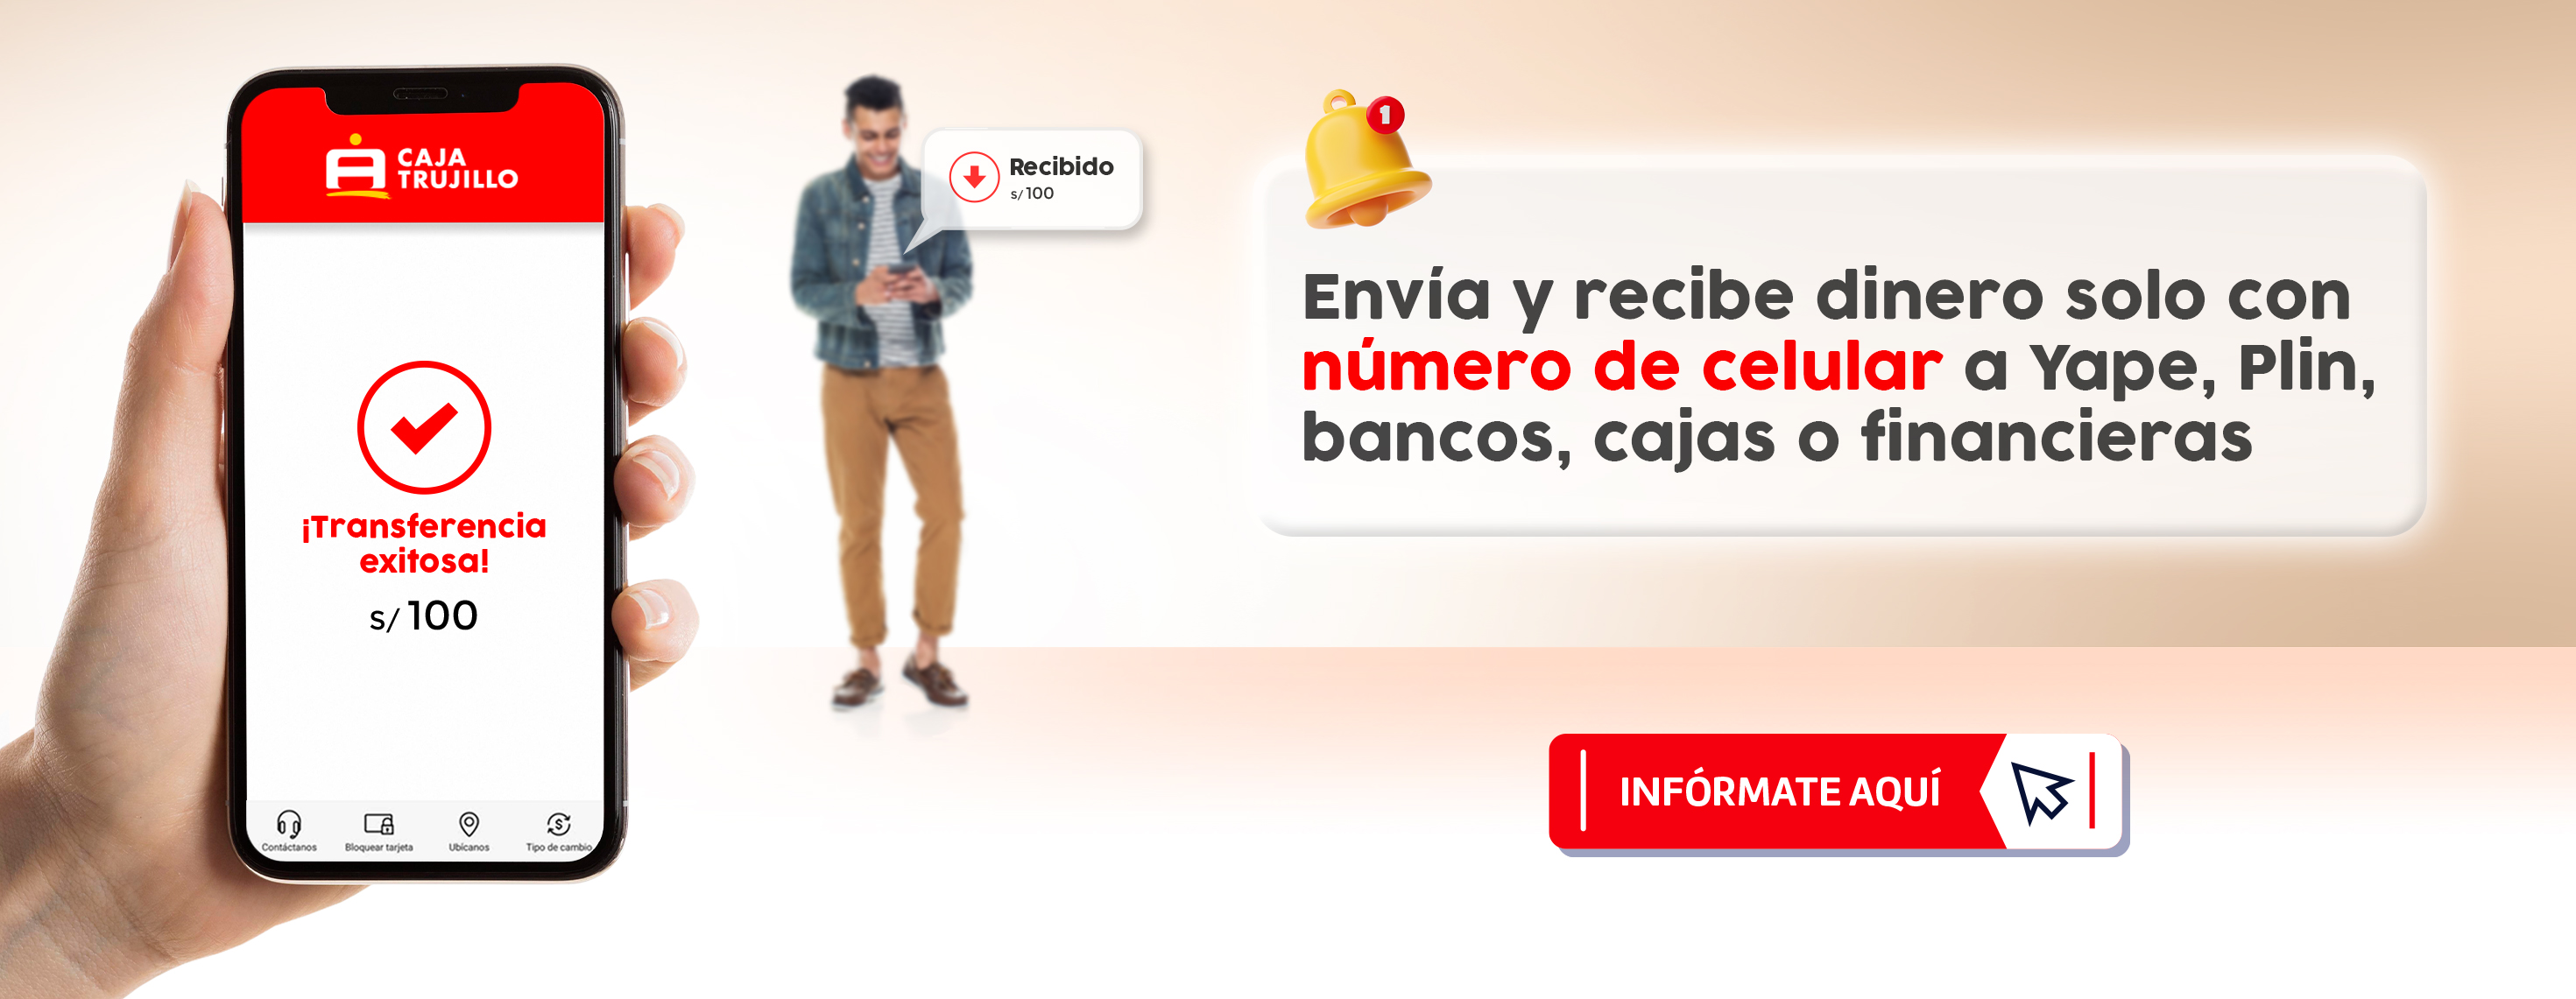 CAJA
TRUJILLO
¡Transferencia
exitosa!
s/ 100
Contáctanos
Bloquear tarjeta
Ubícanos
Tipo de cambio
Recibido
s/ 100
1
Envía y recibe dinero solo con
número de celular a Yape, Plin,
bancos, cajas o financieras
INFÓRMATE AQUÍ